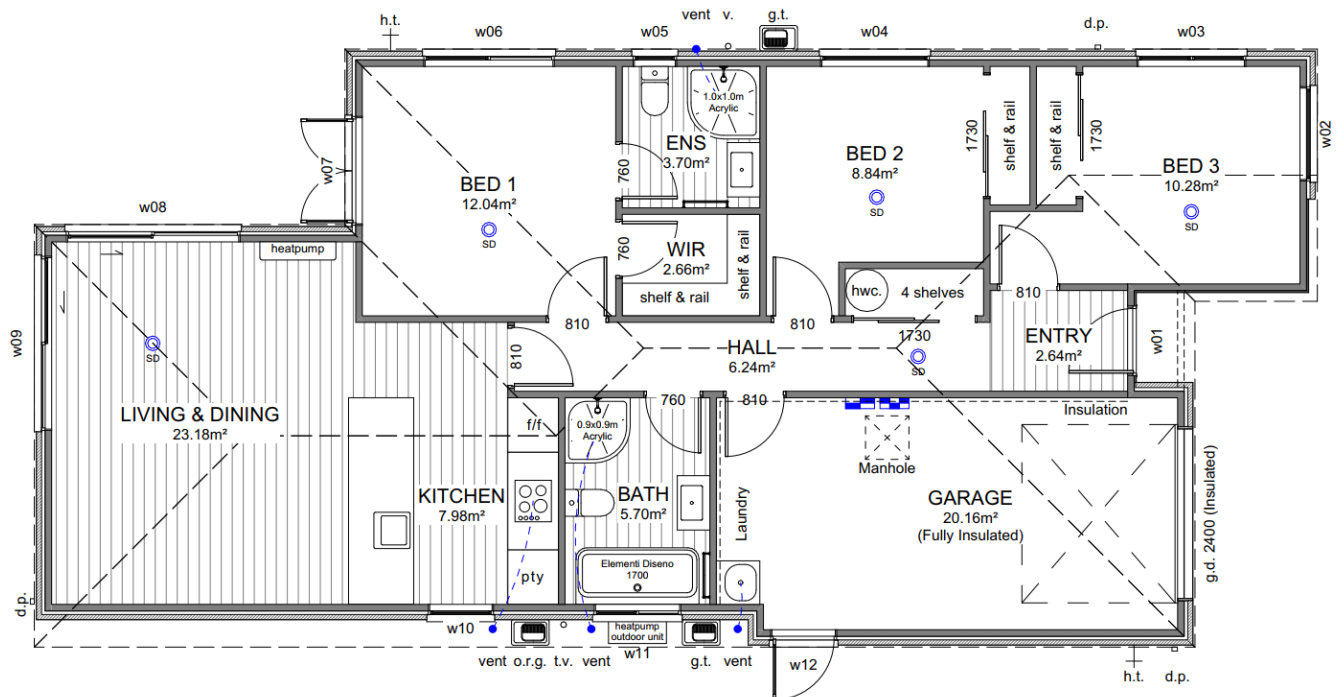 h.t.
w06
w05
vent
v.
g.t.
w04
d.p.
w03
1.0x1.0m
Acrylic
ENS
3.70m²
760
BED 1
12.04m²
SD
w07
BED 2
8.84m²
SD
1730
shelf & rail
shelf & rail
1730
BED 3
10.28m²
SD
w02
w08
heatpump
760
WIR
2.66m²
shelf & rail
shelf & rail
hwc.
4 shelves
810
810
810
1730
w09
SD
810
HALL
6.24m²
SD
ENTRY
2.64m²
w01
LIVING & DINING
23.18m²
f/f
0.9x0.9m
Acrylic
760
810
Insulation
Manhole
KITCHEN
7.98m²
BATH
5.70m²
Laundry
GARAGE
20.16m²
(Fully Insulated)
g.d. 2400 (Insulated)
pty
Elementi Diseno
1700
d.p.
w10
heatpump
outdoor unit
w11
vent
o.r.g.
t.v.
vent
g.t.
vent
w12
h.t.
d.p.